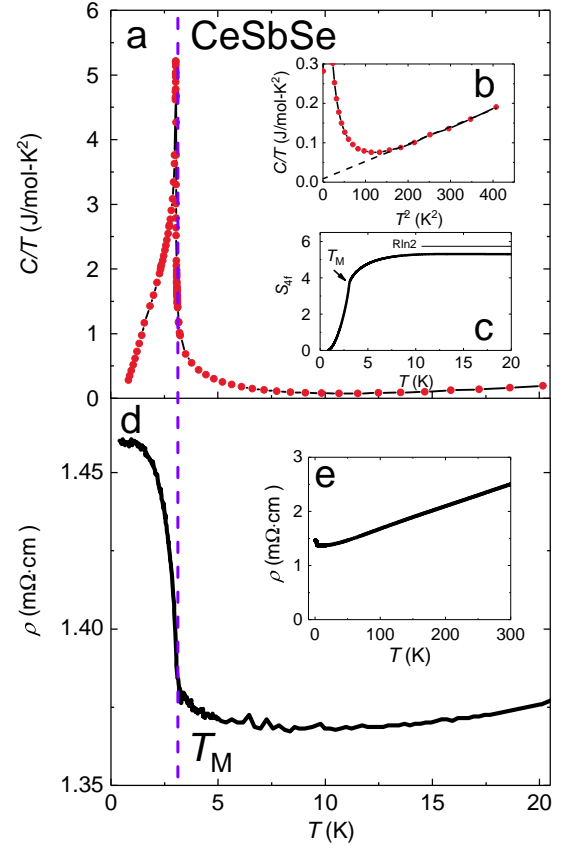 a CeSbSe
6
5
4
3
2
1
0
C/T (J/mol-K²)
b
0.3
0.2
0.1
0.0
C/T (J/mol-K²)
0 100 200 300 400
T² (K²)
c
6
4
2
0
S4f
TM
Rln2
0 5 10 15 20
T (K)
d
1.45
1.40
1.35
ρ (mΩ·cm)
TM
e
3
2
1
0
ρ (mΩ·cm)
0 100 200 300
T (K)
0 5 10 15 20
T (K)